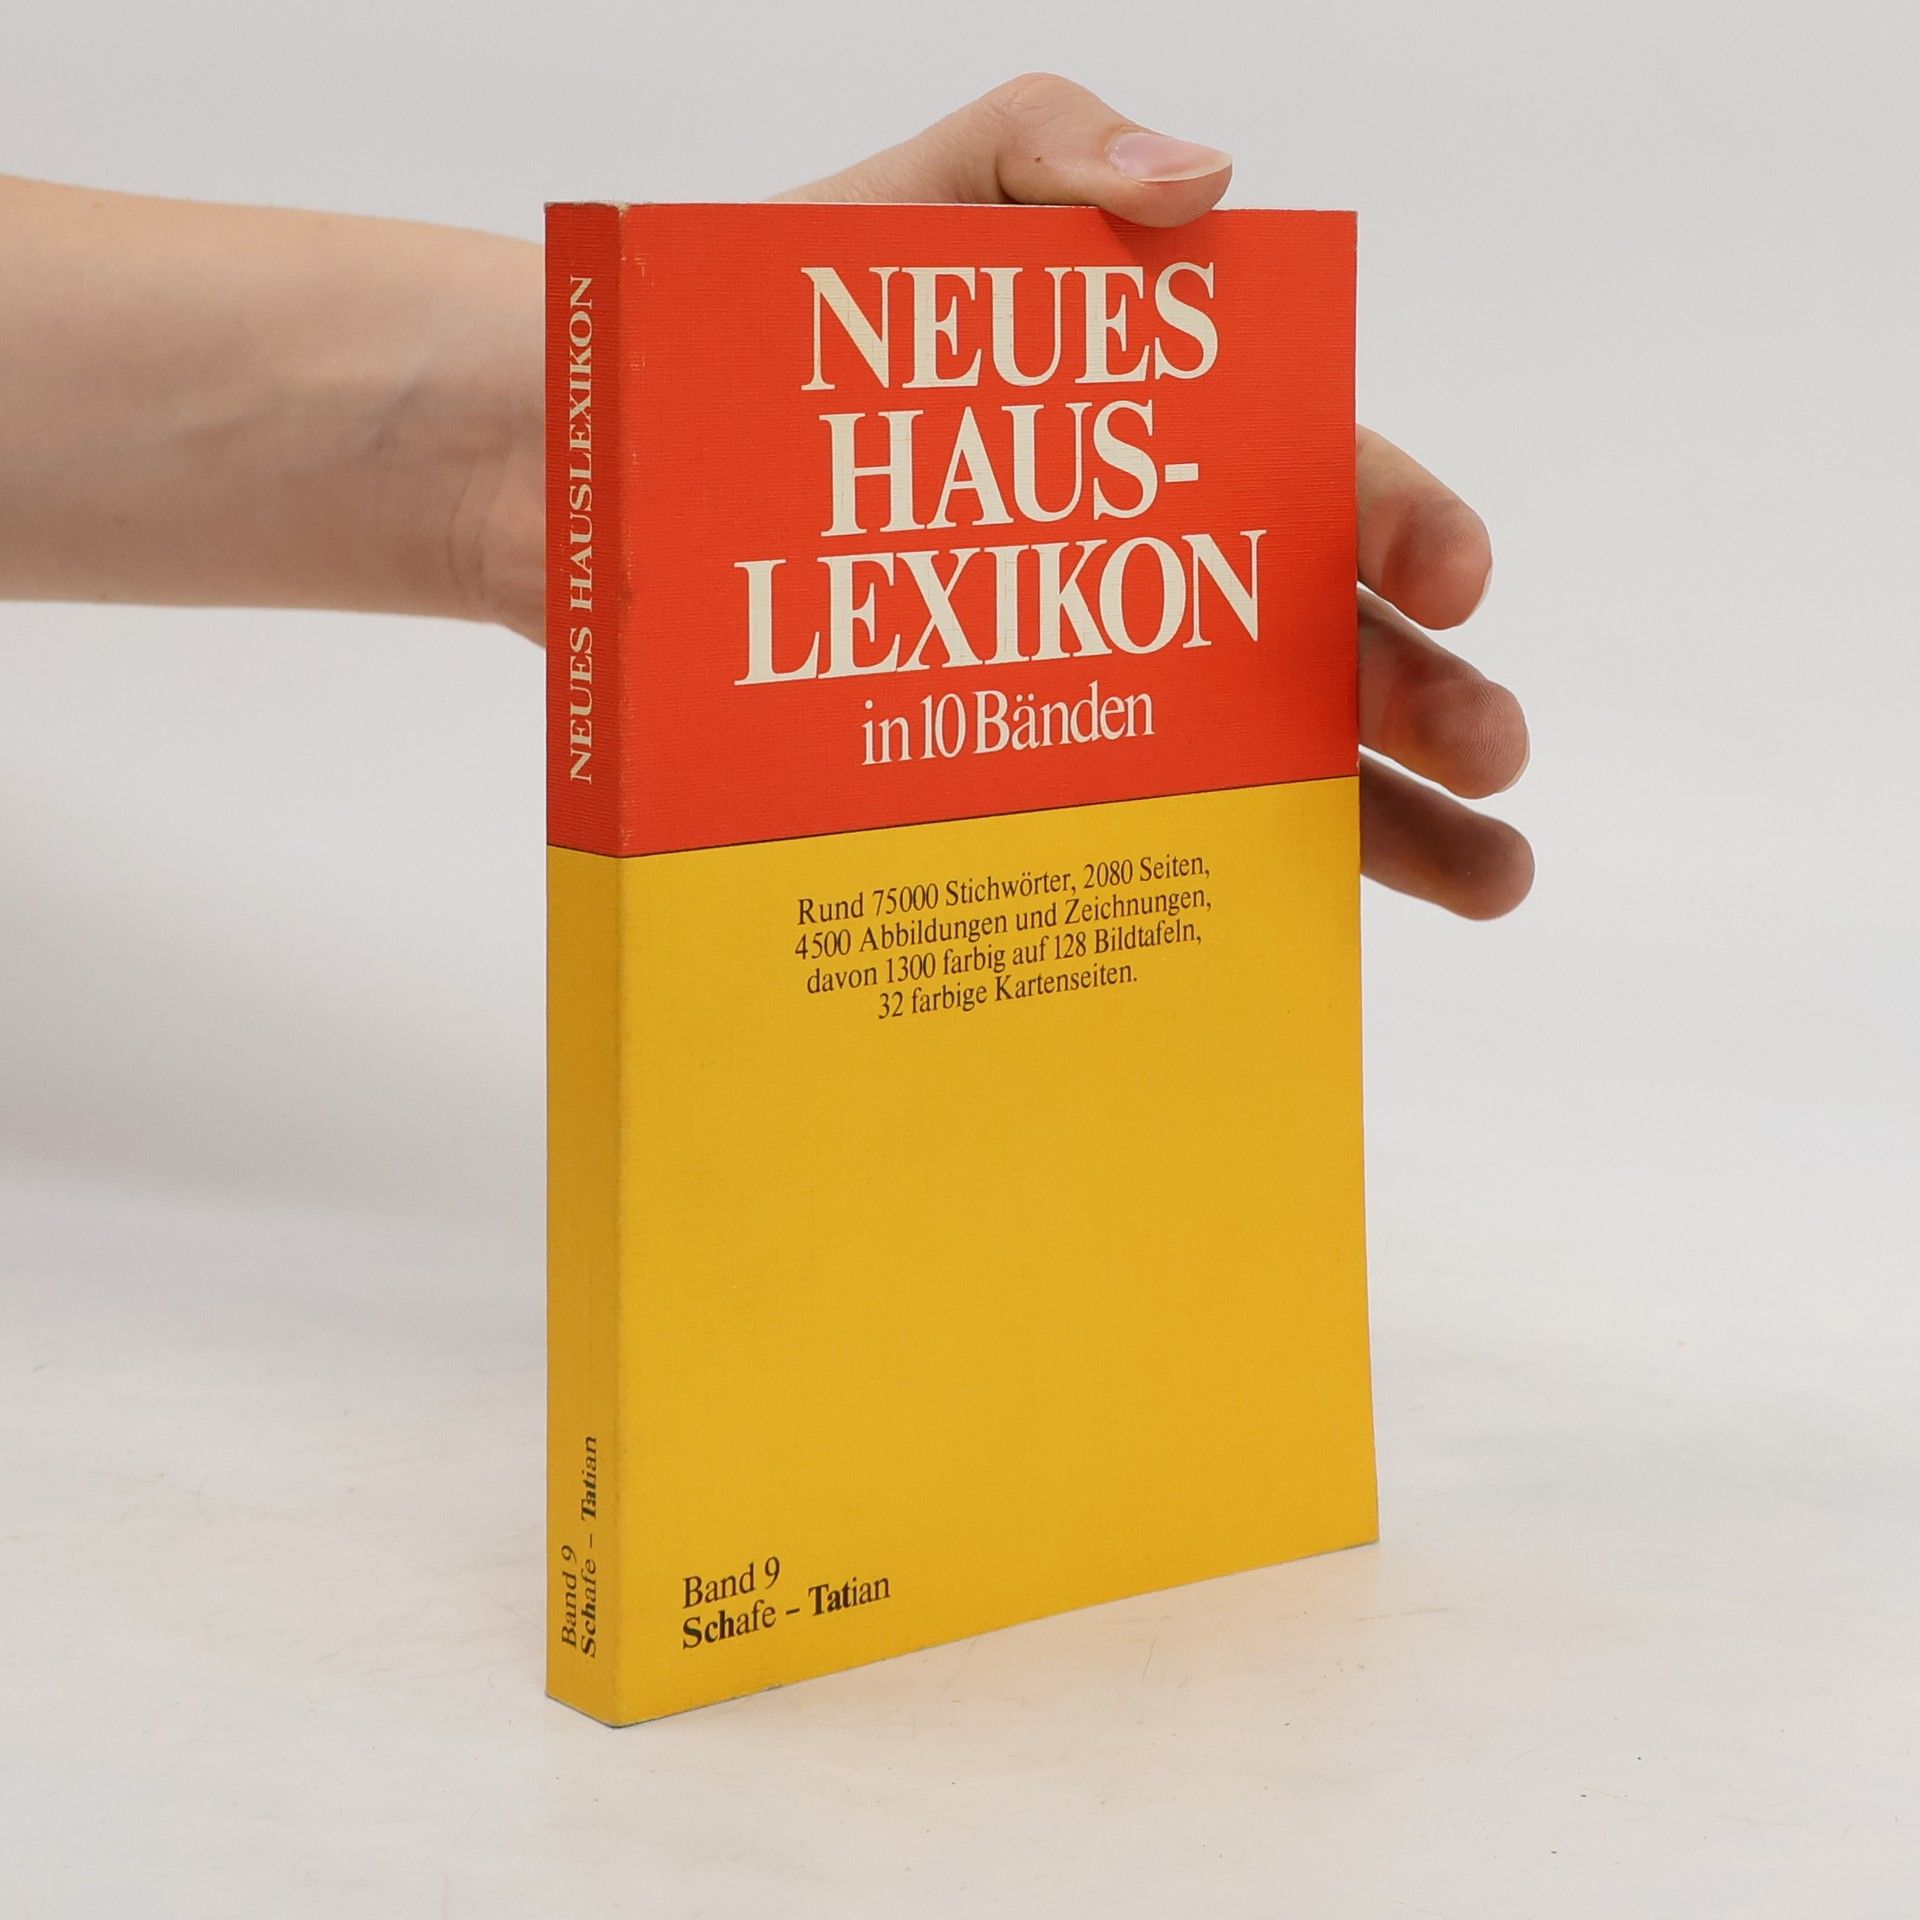 NEUES HAUSLEXIKON
Band 9
Schafe – Tatian
NEUES
HAUS-
LEXIKON
in 10 Bänden
Rund 75000 Stichwörter, 2080 Seiten,
4500 Abbildungen und Zeichnungen,
davon 1300 farbig auf 128 Bildtafeln,
32 farbige Kartenseiten.
Band 9
Schafe – Tatian